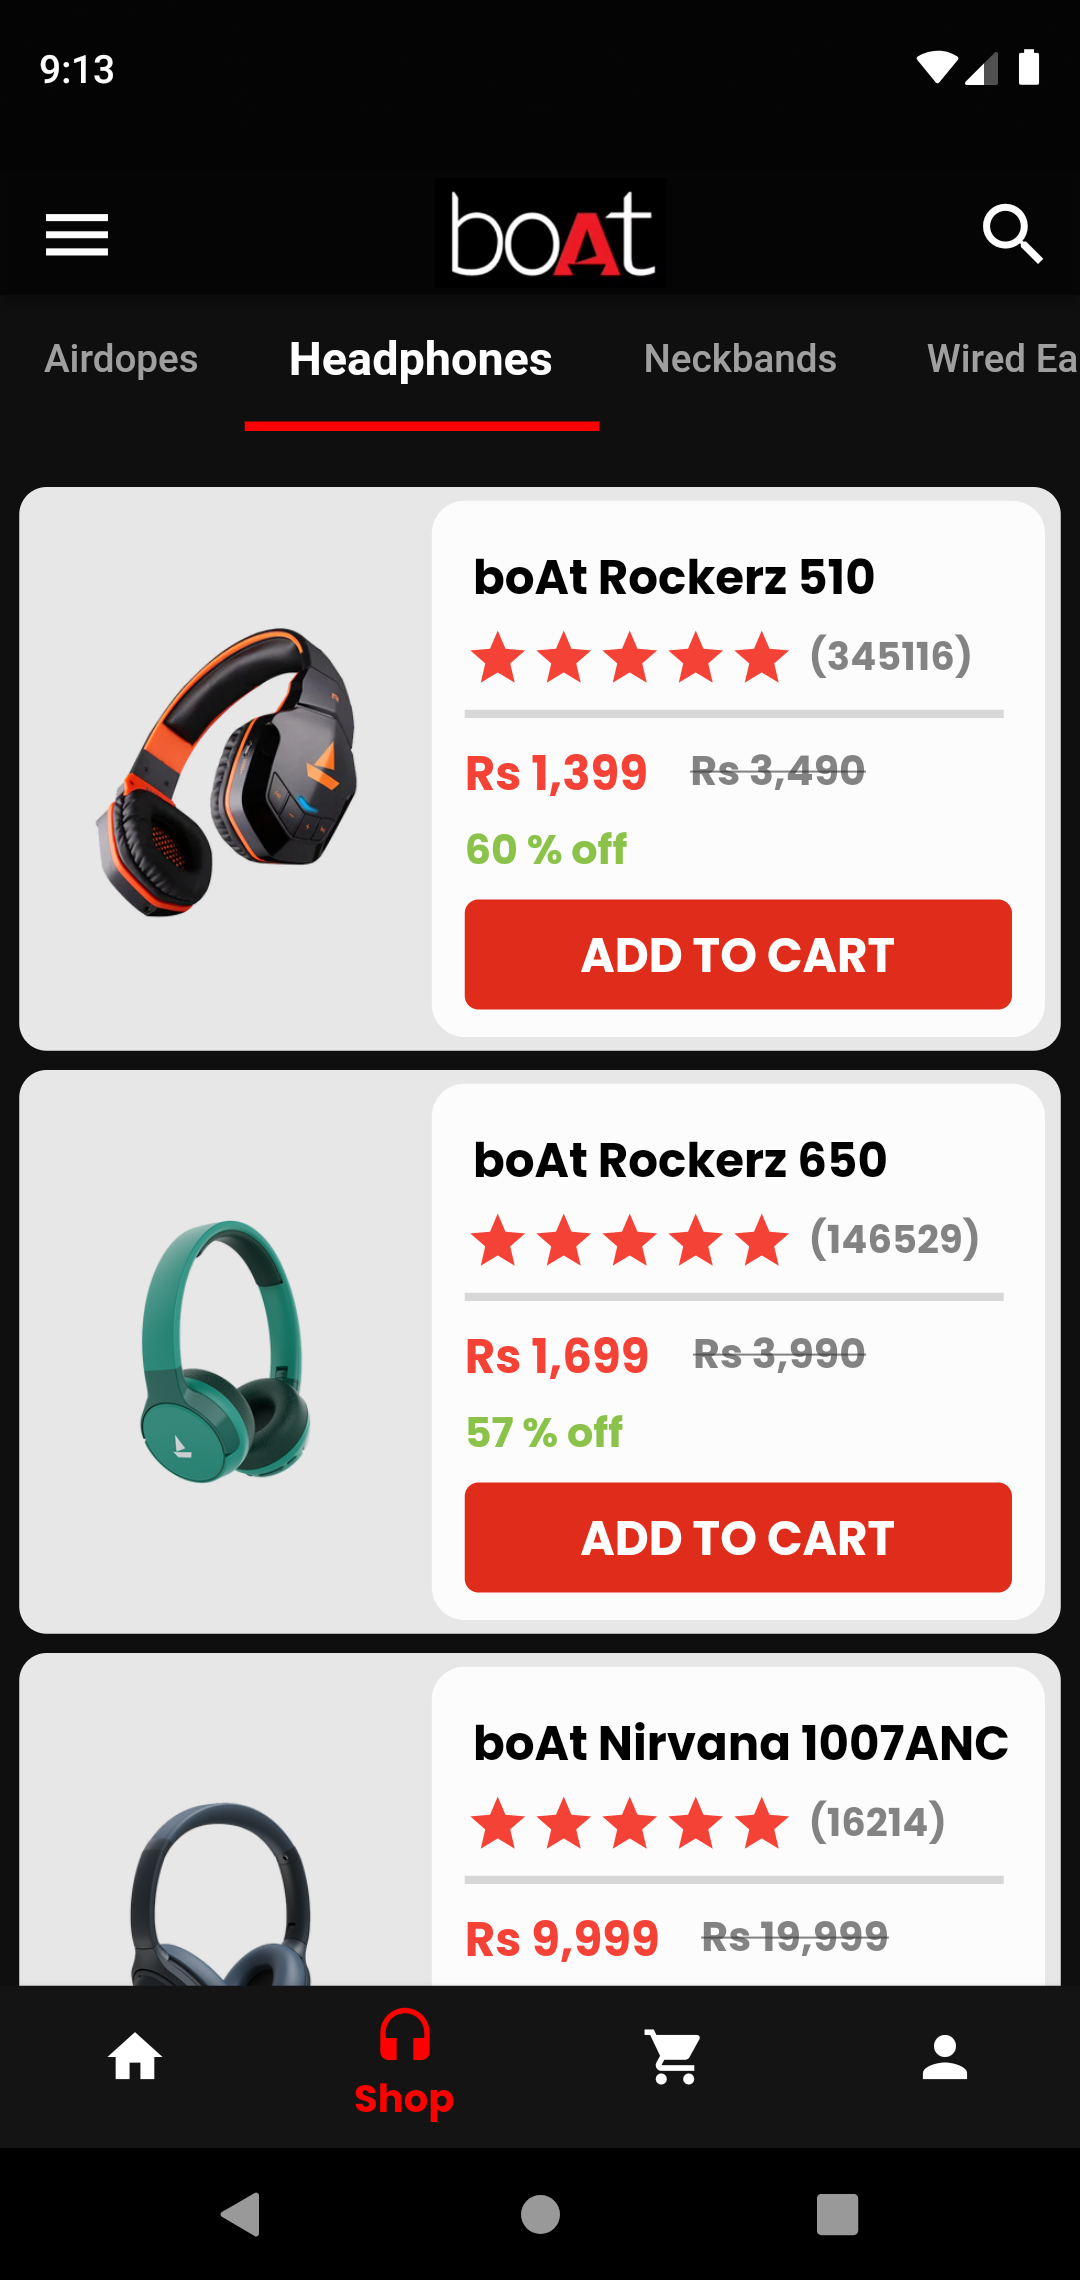 9:13
boAt
Airdopes Headphones Neckbands Wired Ea
boAt Rockerz 510
(345116)
Rs 1,399 Rs 3,490
60 % off
ADD TO CART
boAt Rockerz 650
(146529)
Rs 1,699 Rs 3,990
57 % off
ADD TO CART
boAt Nirvana 1007ANC
(16214)
Rs 9,999 Rs 19,999
Shop